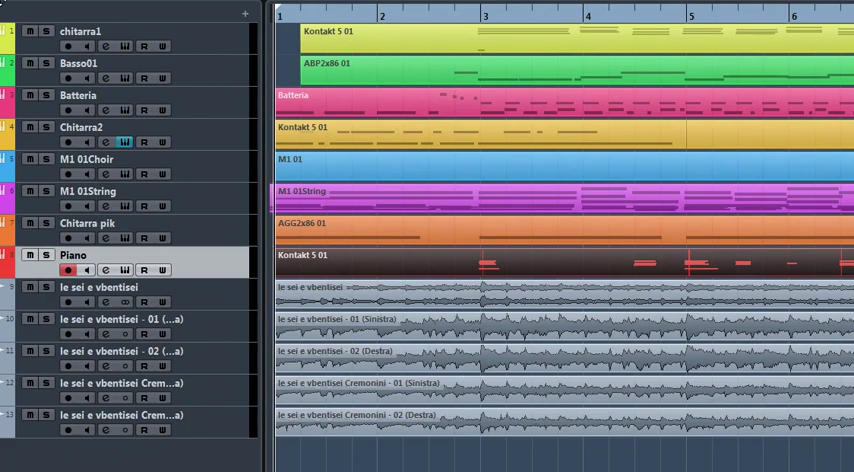 +
1 2 3 4 5 6
1 chitarra1
M S R W
Kontakt 5 01
2 Basso01
M S R W
ABP2x86 01
3 Batteria
M S R W
Batteria
4 Chitarra2
M S R W
Kontakt 5 01
5 M1 01Choir
M S R W
M1 01
6 M1 01String
M S R W
M1 01String
7 Chitarra pik
M S R W
AGG2x86 01
8 Piano
M S R W
Kontakt 5 01
9 le sei e vbentisei
M S R W
le sei e vbentisei
10 le sei e vbentisei - 01 (...a)
M S R W
le sei e vbentisei - 01 (Sinistra)
11 le sei e vbentisei - 02 (...a)
M S R W
le sei e vbentisei - 02 (Destra)
12 le sei e vbentisei Crem...a)
M S R W
le sei e vbentisei Cremonini - 01 (Sinistra)
13 le sei e vbentisei Crem...a)
M S R W
le sei e vbentisei Cremonini - 02 (Destra)